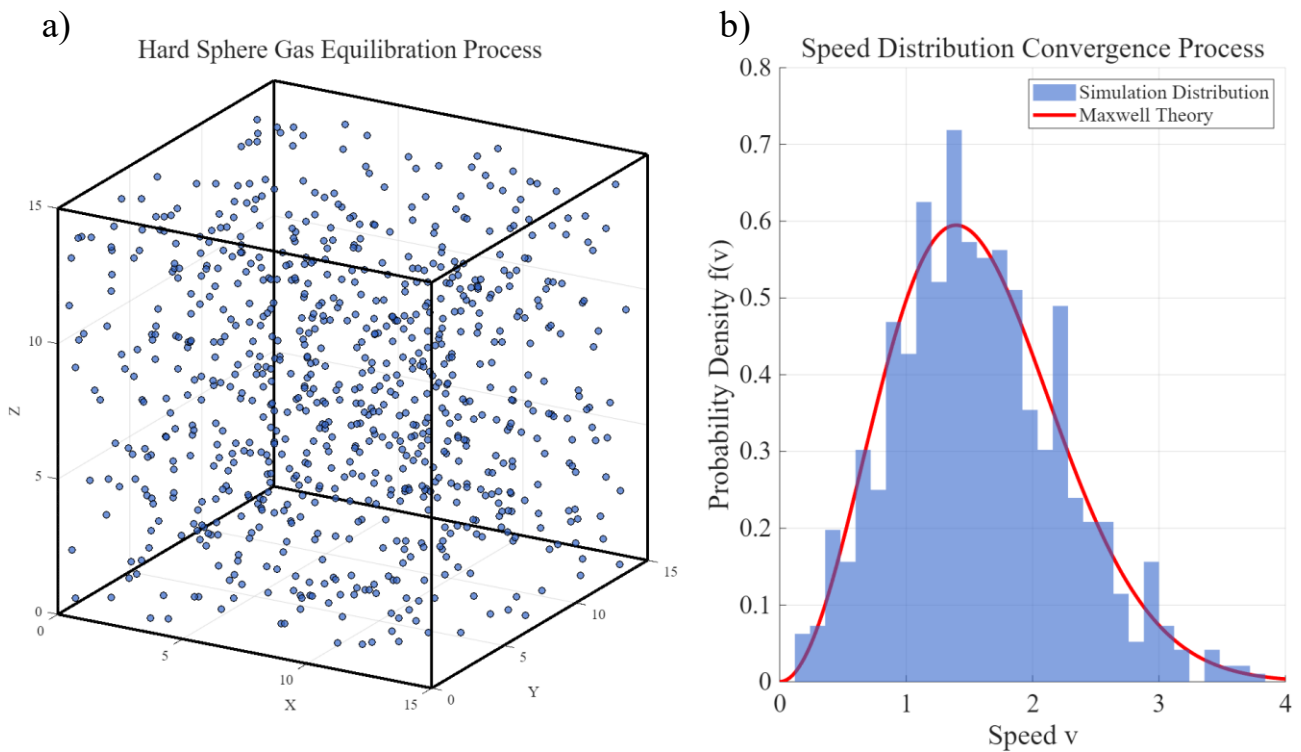 a)
Hard Sphere Gas Equilibration Process
15
10
5
0
Z
0
5
10
15
X
0
5
10
15
Y
b)
Speed Distribution Convergence Process
Simulation Distribution
Maxwell Theory
0.8
0.7
0.6
0.5
0.4
0.3
0.2
0.1
0
Probability Density f(v)
0 1 2 3 4
Speed v